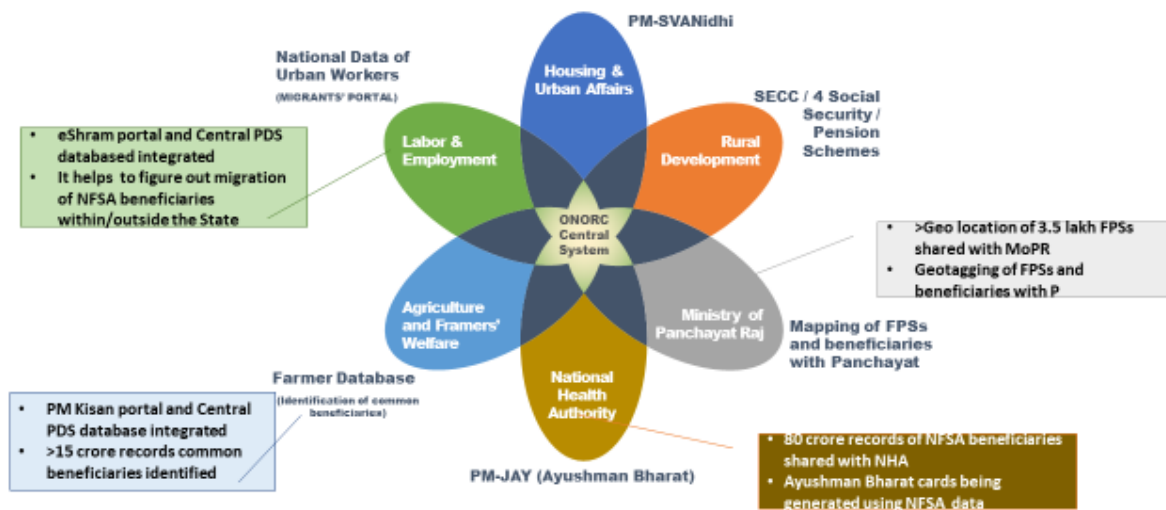 PM-SVANidhi
National Data of
Urban Workers
(MIGRANTS' PORTAL)
Housing &
Urban Affairs
SECC / 4 Social
Security /
Pension
Schemes
• eShram portal and Central PDS
databased integrated
• It helps to figure out migration
of NFSA beneficiaries
within/outside the State
Labor &
Employment
Rural
Development
ONORC
Central
System
• >Geo location of 3.5 lakh FPSs
shared with MoPR
• Geotagging of FPSs and
beneficiaries with P
Agriculture
and Framers'
Welfare
Ministry of
Panchayat Raj
Mapping of FPSs
and beneficiaries
with Panchayat
Farmer Database
(Identification of common
beneficiaries)
National
Health
Authority
• PM Kisan portal and Central
PDS database integrated
• >15 crore records common
beneficiaries identified
PM-JAY (Ayushman Bharat)
• 80 crore records of NFSA beneficiaries
shared with NHA
• Ayushman Bharat cards being
generated using NFSA data